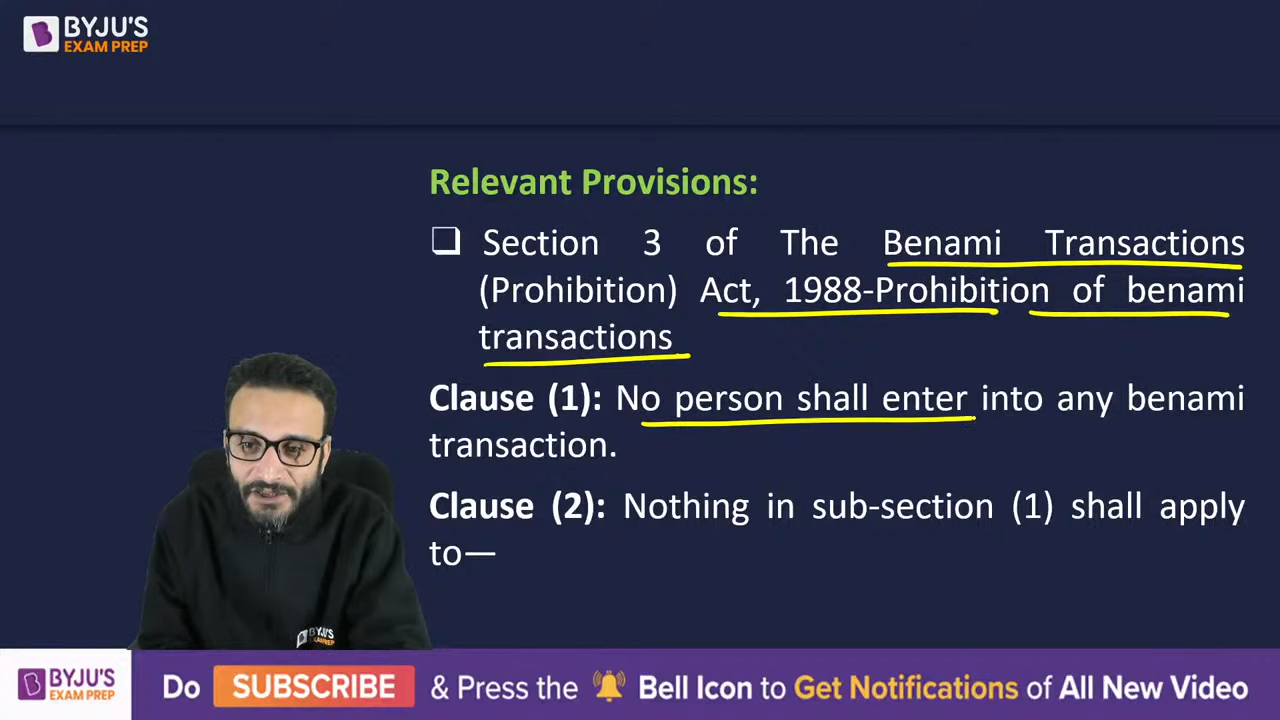 BYJU'S
EXAM PREP
Relevant Provisions:
❑ Section 3 of The Benami Transactions
(Prohibition) Act, 1988-Prohibition of benami
transactions
Clause (1): No person shall enter into any benami
transaction.
Clause (2): Nothing in sub-section (1) shall apply
to—
BYJU'S
BYJU'S
EXAM PREP
Do SUBSCRIBE & Press the Bell Icon to Get Notifications of All New Video